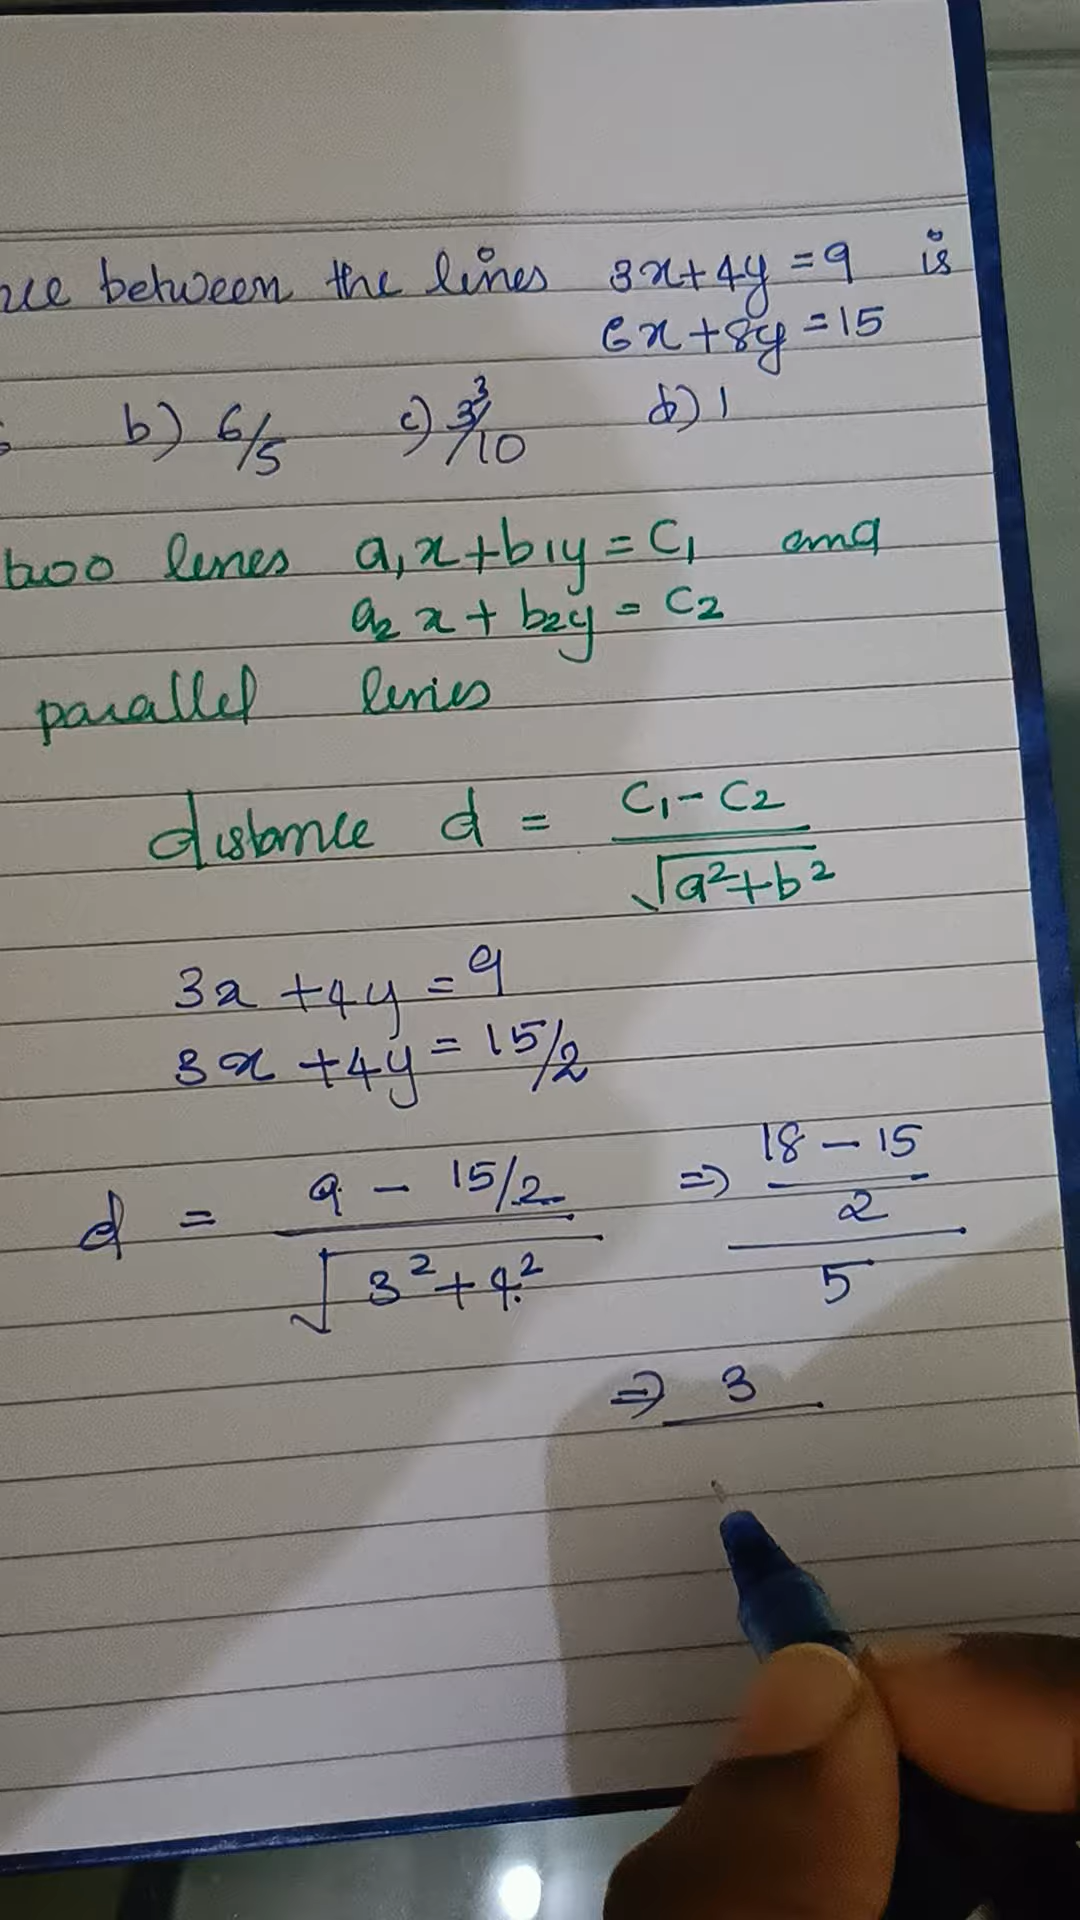 between the lines 3x+4y=9 is
6x+8y=15
b) 6/5 c) 3/10 d) 1
two lines a₁x+b₁y=C₁ and
a₂x+b₂y=C₂
parallel lines
distance d = C₁-C₂
√a²+b²
3x+4y=9
3x+4y=15/2
d = 9 - 15/2 => 18-15
2
√3²+4² 5
=> 3